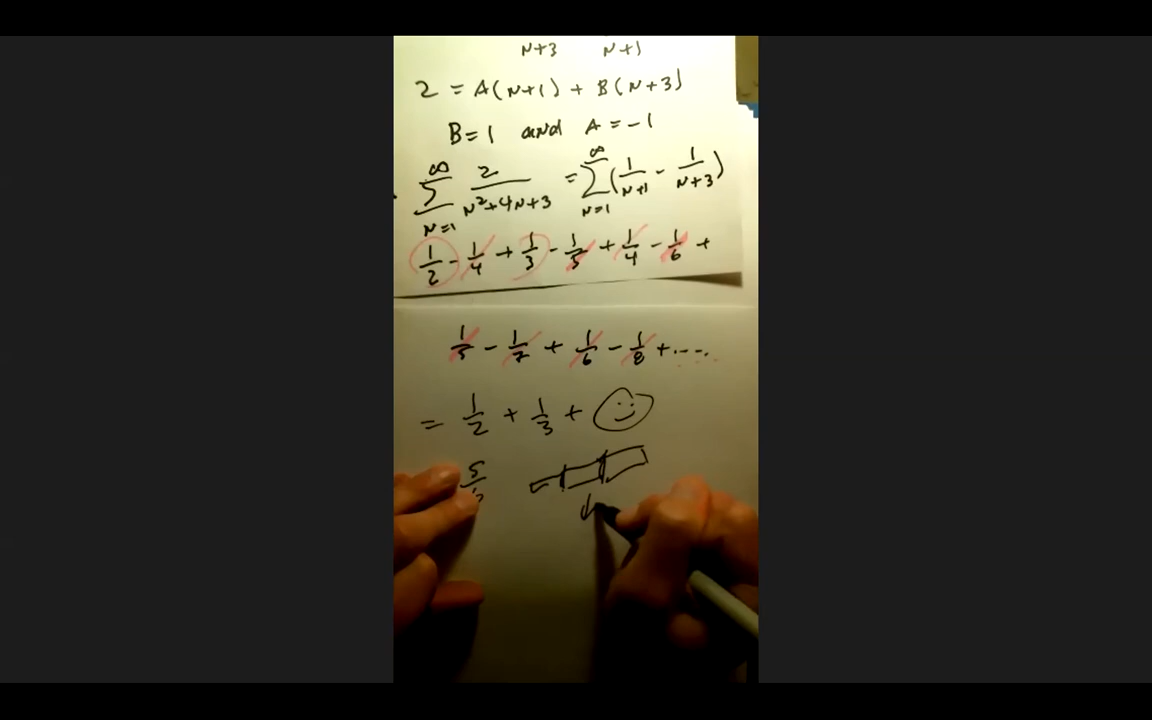 N+3 N+1
2 = A(N+1) + B(N+3)
B = 1 and A = -1
∞ ∑ N=1 2/(N²+4N+3) = ∞ ∑ N=1 (1/(N+1) - 1/(N+3))
1/2 - 1/4 + 1/3 - 1/5 + 1/4 - 1/6 +
1/5 - 1/7 + 1/6 - 1/8 + ....
= 1/2 + 1/3 +
5/6